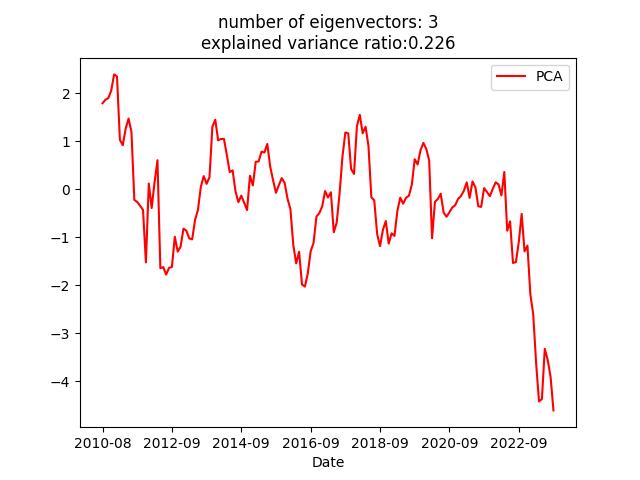 number of eigenvectors: 3
explained variance ratio:0.226
PCA
2
1
0
−1
−2
−3
−4
2010-08 2012-09 2014-09 2016-09 2018-09 2020-09 2022-09
Date